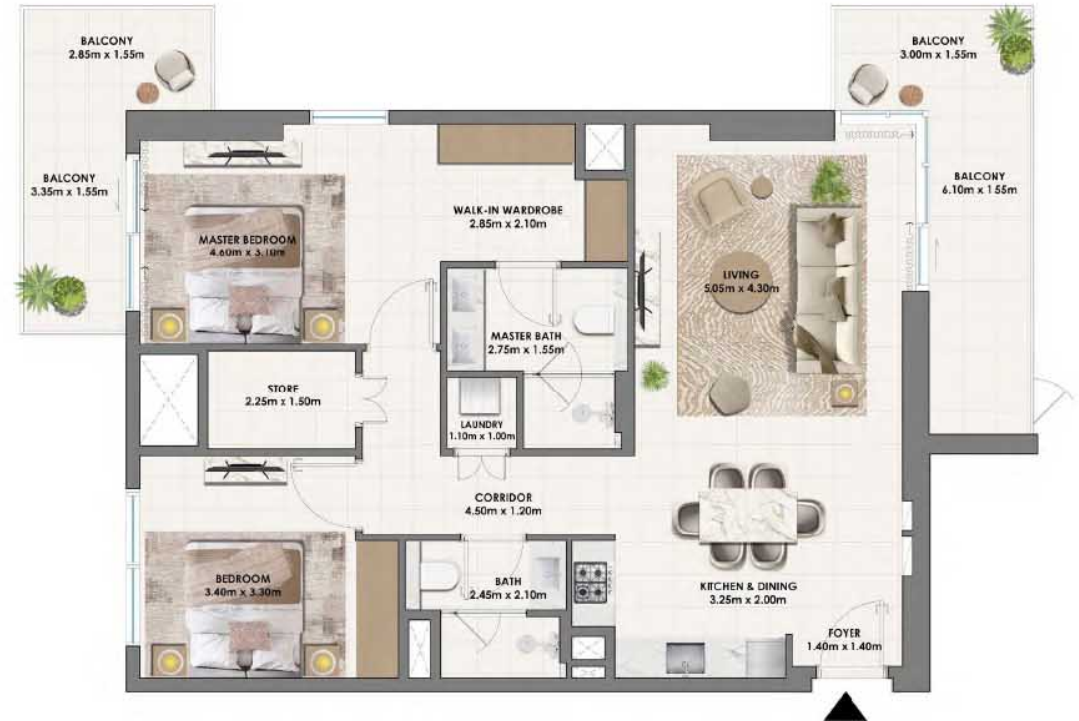 BALCONY
2.85m x 1.55m
BALCONY
3.00m x 1.55m
BALCONY
3.35m x 1.55m
BALCONY
6.10m x 1.55m
WALK-IN WARDROBE
2.85m x 2.10m
MASTER BEDROOM
4.60m x 3.10m
LIVING
5.05m x 4.30m
MASTER BATH
2.75m x 1.55m
STORE
2.25m x 1.50m
LAUNDRY
1.10m x 1.00m
CORRIDOR
4.50m x 1.20m
BEDROOM
3.40m x 3.30m
BATH
2.45m x 2.10m
KITCHEN & DINING
3.25m x 2.00m
FOYER
1.40m x 1.40m